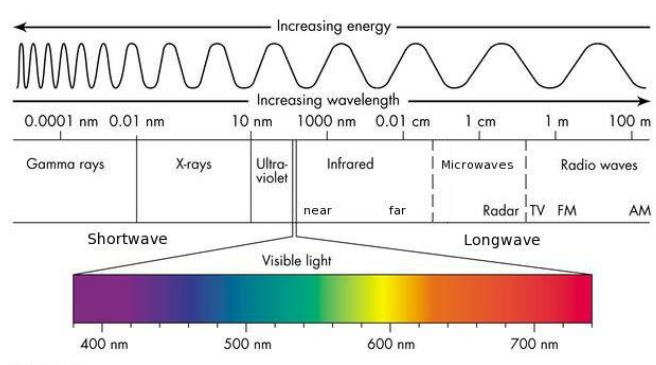 Increasing energy
Increasing wavelength
0.0001 nm 0.01 nm 10 nm 1000 nm 0.01 cm 1 cm 1 m 100 m
Gamma rays X-rays Ultra- Infrared Microwaves Radio waves
violet
near far Radar TV FM AM
Shortwave Longwave
Visible light
400 nm 500 nm 600 nm 700 nm